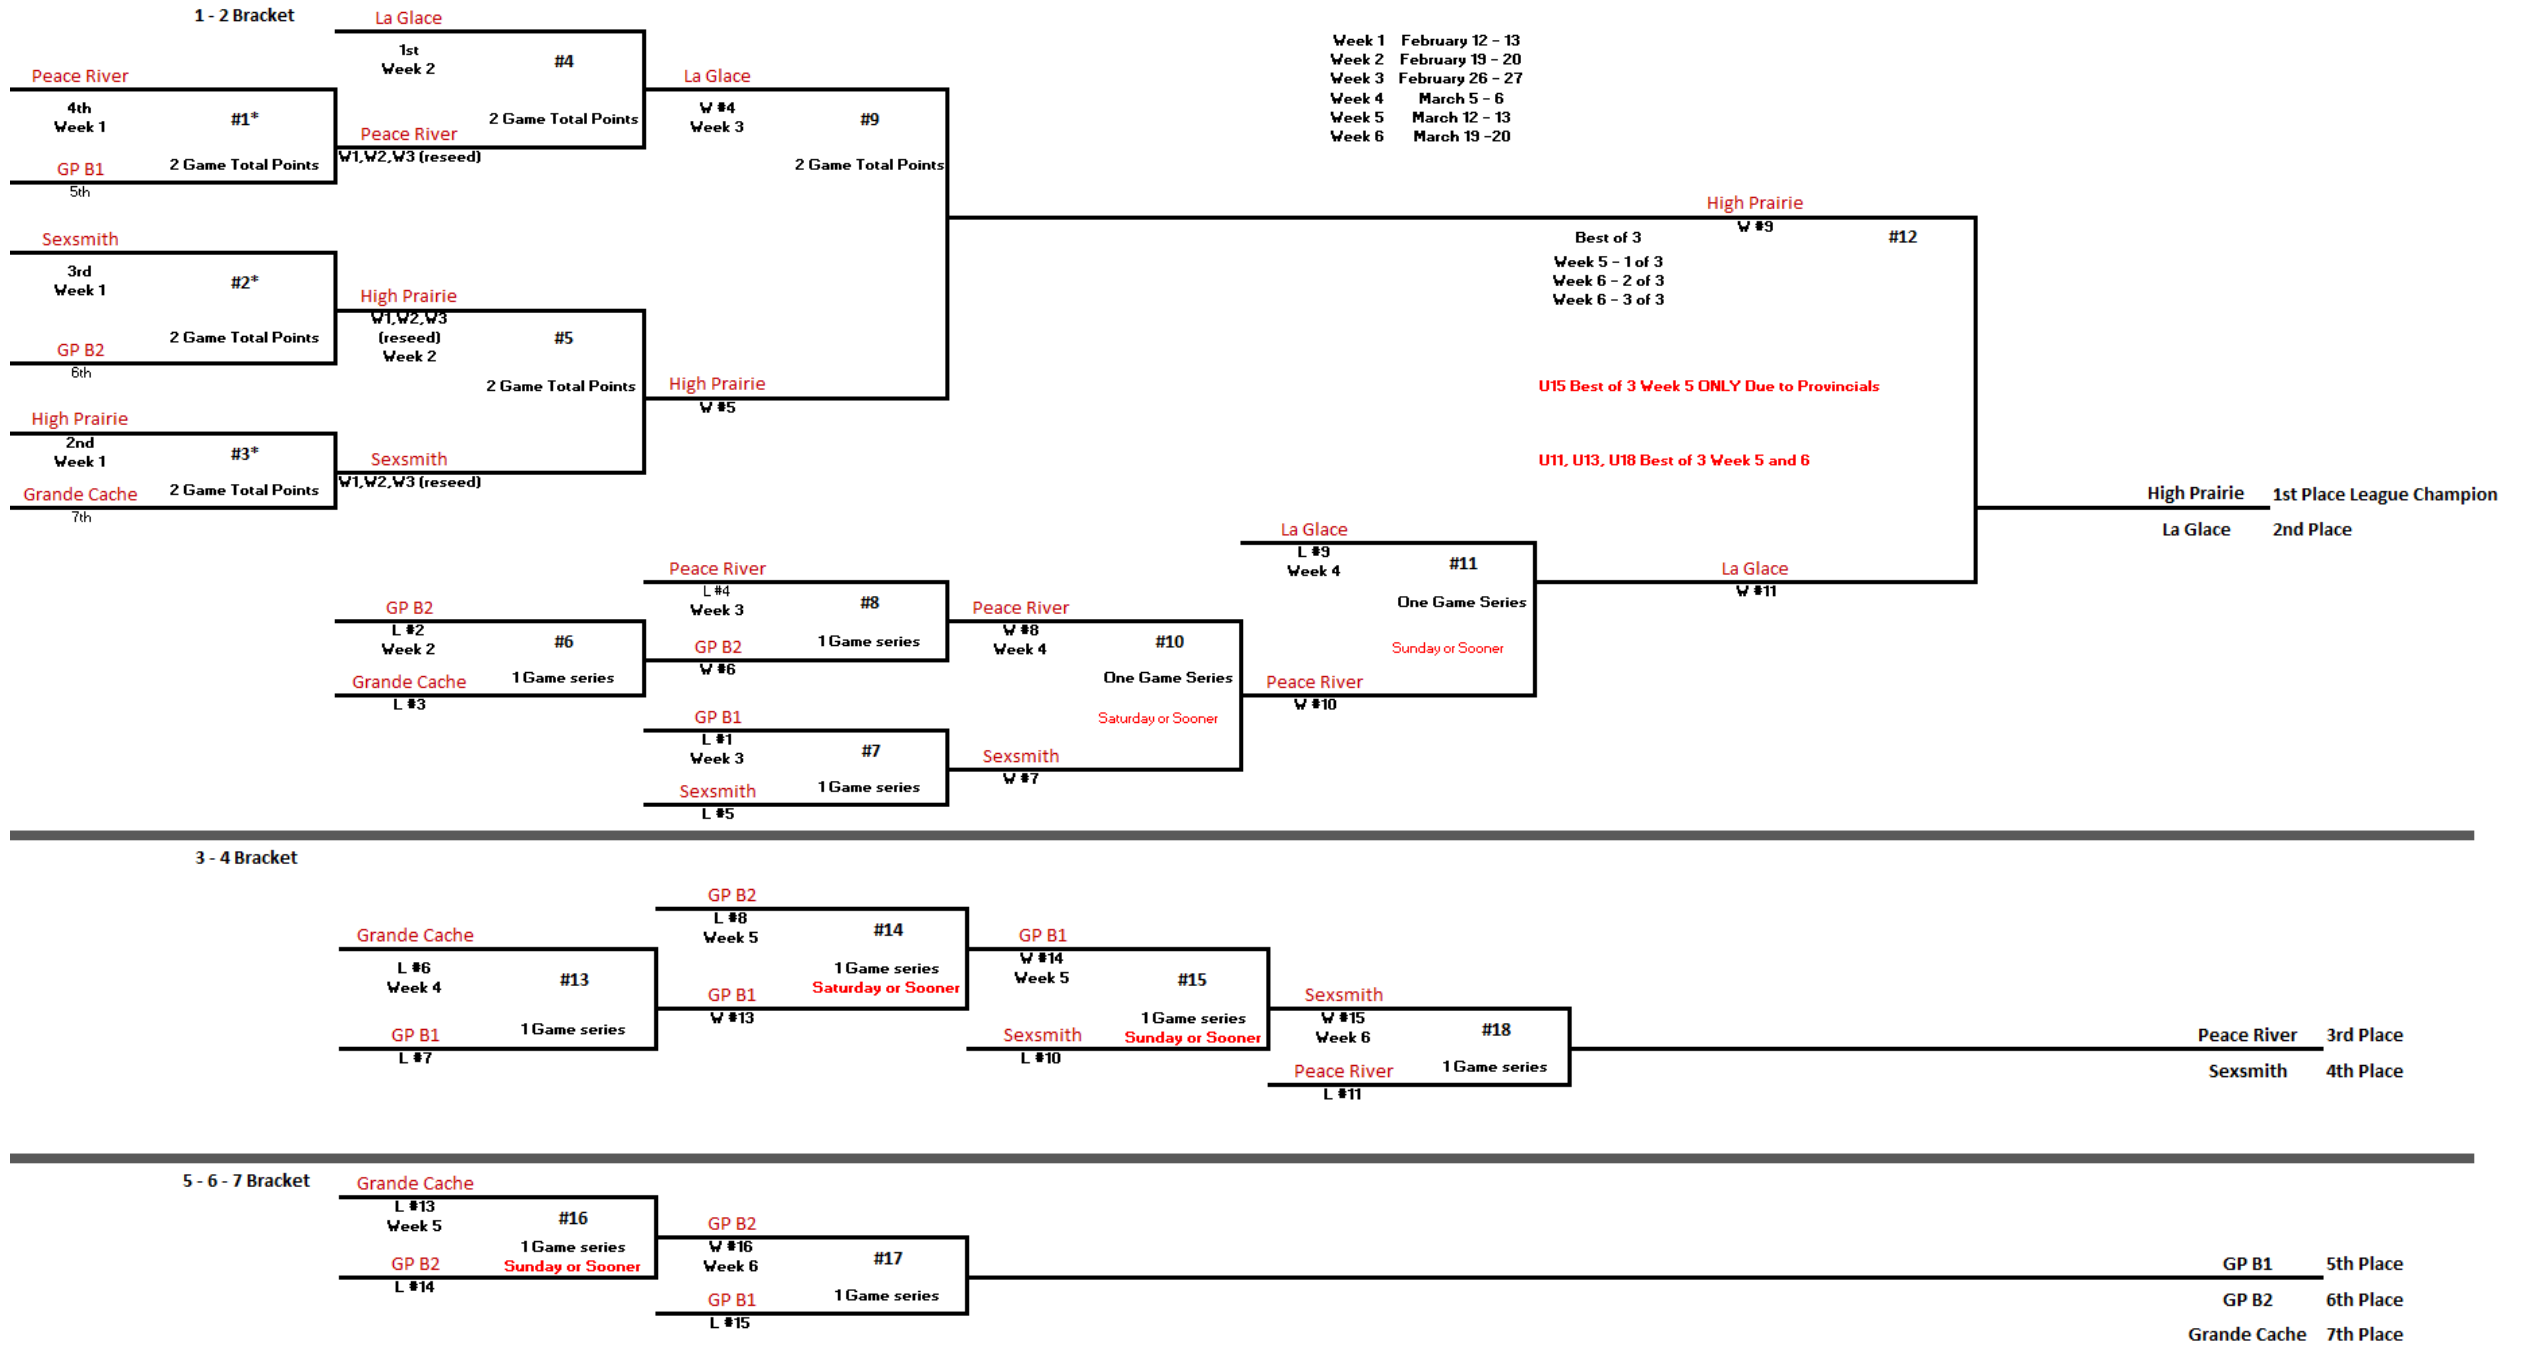 1 - 2 Bracket
La Glace
1st
Week 2
#4
2 Game Total Points
Peace River
W1,W2,W3 (reseed)
Peace River
4th
Week 1
#1*
2 Game Total Points
GP B1
5th
La Glace
W #4
Week 3
#9
2 Game Total Points
Week 1 February 12 - 13
Week 2 February 19 - 20
Week 3 February 26 - 27
Week 4 March 5 - 6
Week 5 March 12 - 13
Week 6 March 19 -20
Sexsmith
3rd
Week 1
#2*
2 Game Total Points
GP B2
6th
High Prairie
W1,W2,W3
(reseed)
Week 2
#5
2 Game Total Points
High Prairie
W #5
High Prairie
2nd
Week 1
#3*
2 Game Total Points
Grande Cache
7th
Sexsmith
W1,W2,W3 (reseed)
High Prairie
W #9
#12
Best of 3
Week 5 - 1 of 3
Week 6 - 2 of 3
Week 6 - 3 of 3
U15 Best of 3 Week 5 ONLY Due to Provincials
U11, U13, U18 Best of 3 Week 5 and 6
High Prairie 1st Place League Champion
La Glace 2nd Place
La Glace
L #9
Week 4
#11
One Game Series
Sunday or Sooner
La Glace
W #11
Peace River
L #4
Week 3
#8
1 Game series
GP B2
W #6
GP B2
L #2
Week 2
#6
1 Game series
Grande Cache
L #3
Peace River
W #8
Week 4
#10
One Game Series
Saturday or Sooner
Peace River
W #10
GP B1
L #1
Week 3
#7
1 Game series
Sexsmith
L #5
Sexsmith
W #7
3 - 4 Bracket
GP B2
L #8
Week 5
#14
1 Game series
Saturday or Sooner
Grande Cache
L #6
Week 4
#13
1 Game series
GP B1
L #7
GP B1
W #13
GP B1
W #14
Week 5
#15
1 Game series
Sunday or Sooner
Sexsmith
L #10
Sexsmith
W #15
Week 6
#18
1 Game series
Peace River
L #11
Peace River 3rd Place
Sexsmith 4th Place
5 - 6 - 7 Bracket
Grande Cache
L #13
Week 5
#16
1 Game series
Sunday or Sooner
GP B2
L #14
GP B2
W #16
Week 6
#17
1 Game series
GP B1
L #15
GP B1 5th Place
GP B2 6th Place
Grande Cache 7th Place